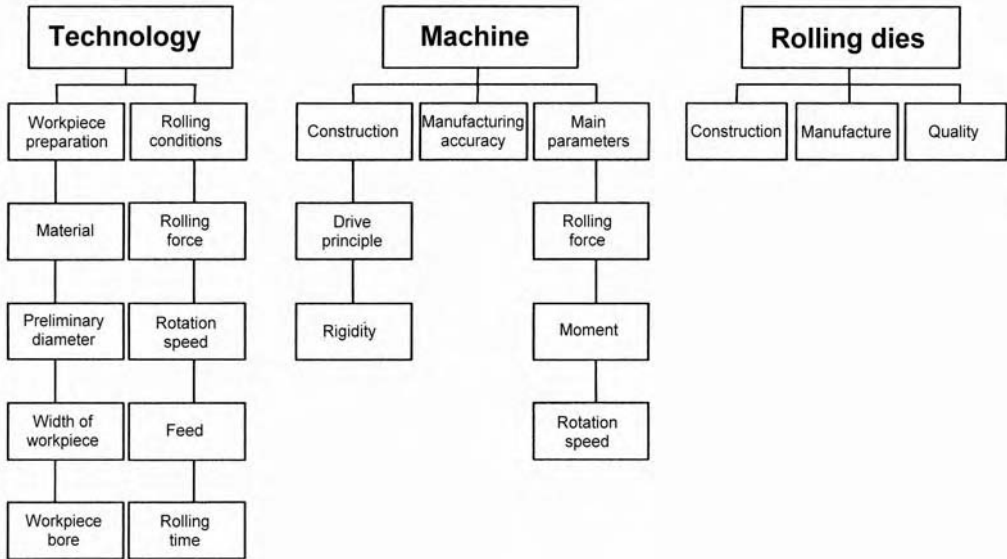 Technology
Machine
Rolling dies
Workpiece
preparation
Rolling
conditions
Construction
Manufacturing
accuracy
Main
parameters
Construction
Manufacture
Quality
Material
Rolling
force
Drive
principle
Rolling
force
Preliminary
diameter
Rotation
speed
Rigidity
Moment
Width of
workpiece
Feed
Rotation
speed
Workpiece
bore
Rolling
time